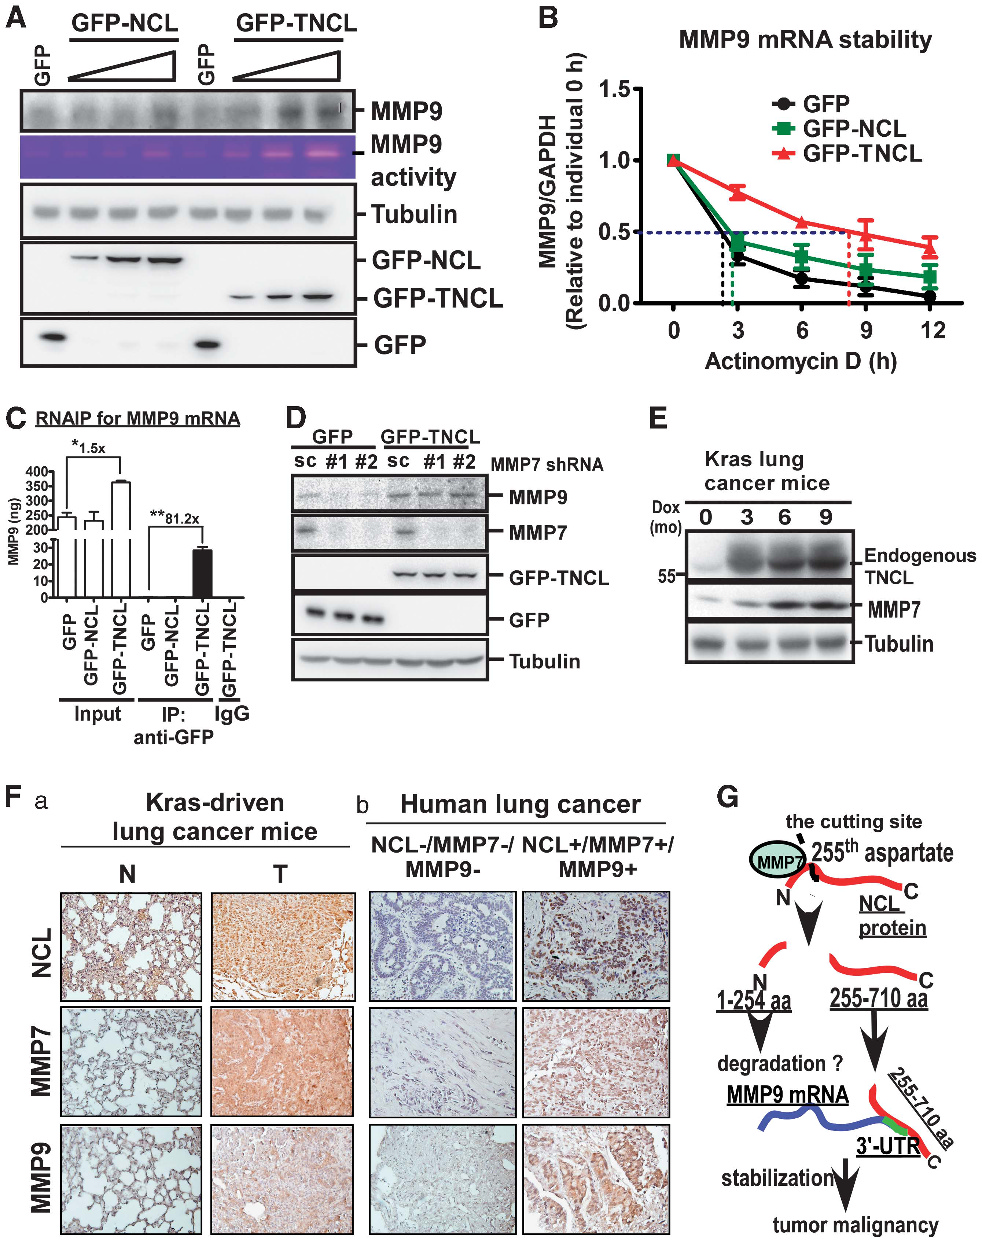 A
GFP
GFP-NCL
GFP
GFP-TNCL
MMP9
MMP9
activity
Tubulin
GFP-NCL
GFP-TNCL
GFP
B
MMP9 mRNA stability
MMP9/GAPDH
(Relative to individual 0 h)
1.5
1.0
0.5
0.0
GFP
GFP-NCL
GFP-TNCL
0 3 6 9 12
Actinomycin D (h)
C
RNAIP for MMP9 mRNA
*1.5x
**81.2x
MMP9 (ng)
400
350
300
250
200
30
20
10
0
GFP
GFP-NCL
GFP-TNCL
GFP
GFP-NCL
GFP-TNCL
GFP-TNCL
Input
IP:
anti-GFP
IgG
D
GFP GFP-TNCL
sc #1 #2 sc #1 #2 MMP7 shRNA
MMP9
MMP7
GFP-TNCL
GFP
Tubulin
E
Kras lung
cancer mice
Dox
(mo)
0 3 6 9
55
Endogenous
TNCL
MMP7
Tubulin
F a
Kras-driven
lung cancer mice
N T
b
Human lung cancer
NCL-/MMP7-/
MMP9-
NCL+/MMP7+/
MMP9+
NCL
MMP7
MMP9
G
the cutting site
MMP7
255th aspartate
N
C
NCL
protein
N
C
1-254 aa
255-710 aa
degradation ?
MMP9 mRNA
255-710 aa
3'-UTR
C
stabilization
tumor malignancy